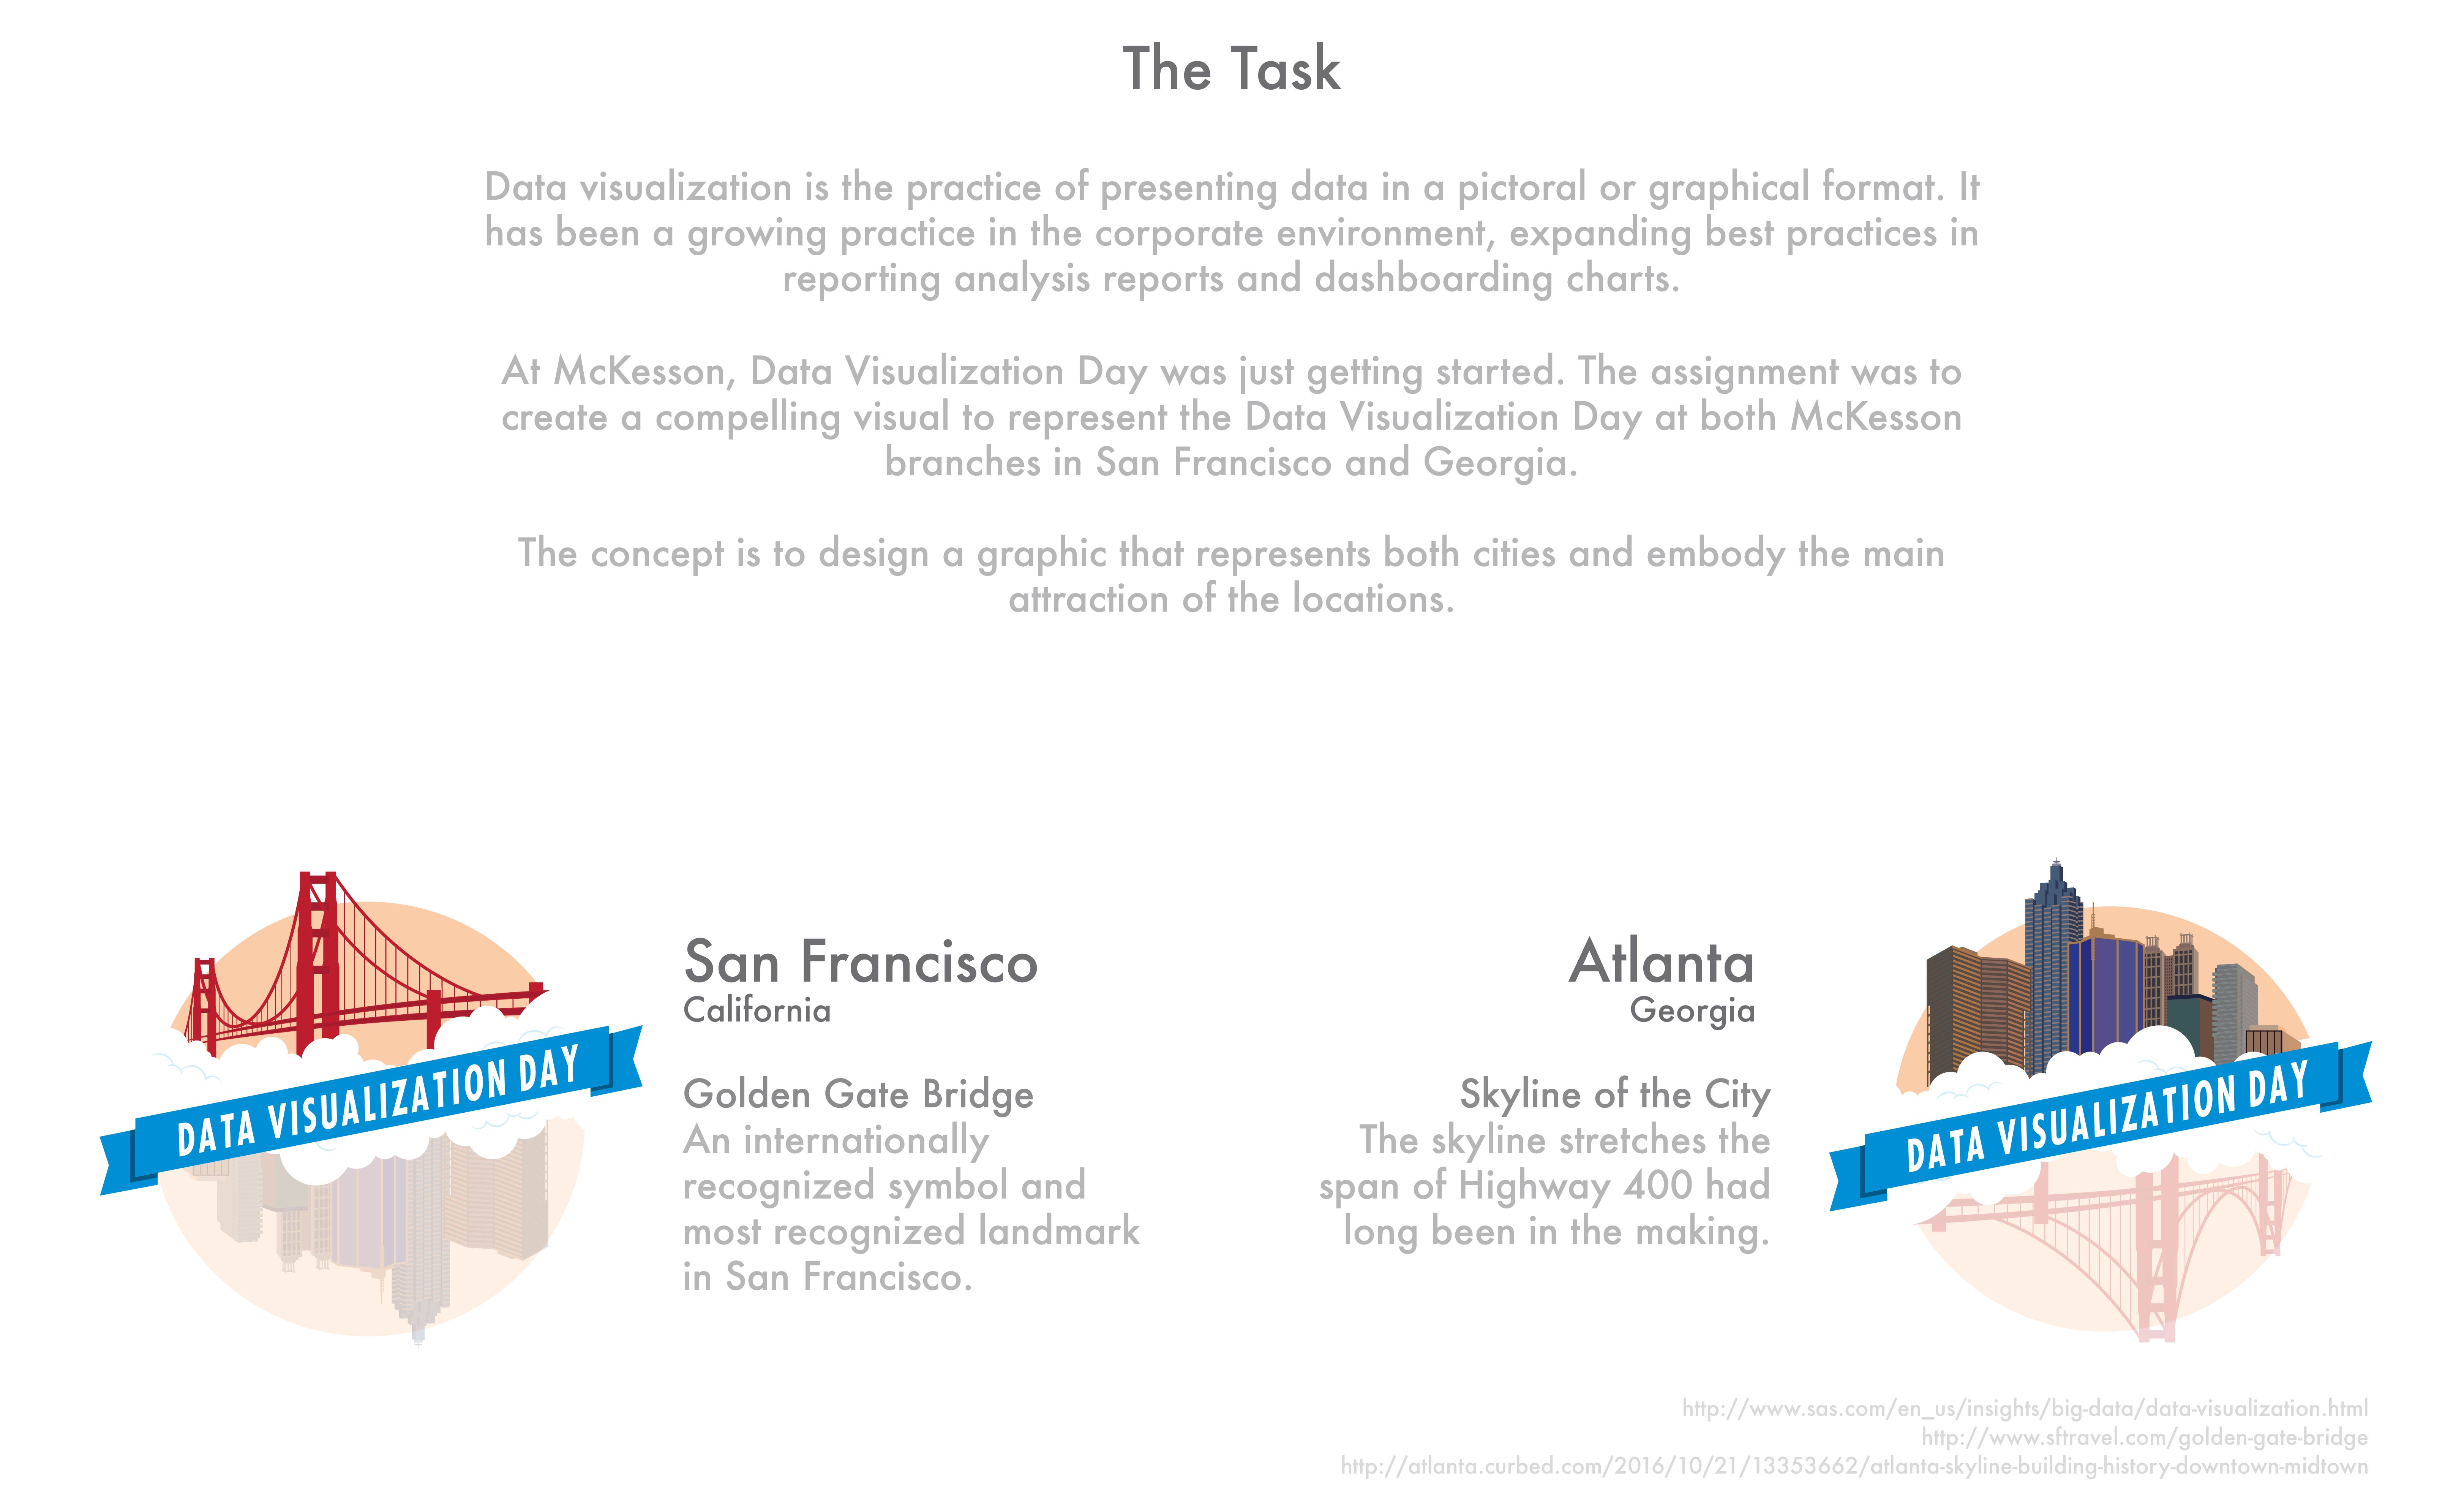 The Task
Data visualization is the practice of presenting data in a pictoral or graphical format. It
has been a growing practice in the corporate environment, expanding best practices in
reporting analysis reports and dashboarding charts.
At McKesson, Data Visualization Day was just getting started. The assignment was to
create a compelling visual to represent the Data Visualization Day at both McKesson
branches in San Francisco and Georgia.
The concept is to design a graphic that represents both cities and embody the main
attraction of the locations.
DATA VISUALIZATION DAY
San Francisco
California
Golden Gate Bridge
An internationally
recognized symbol and
most recognized landmark
in San Francisco.
Atlanta
Georgia
Skyline of the City
The skyline stretches the
span of Highway 400 had
long been in the making.
DATA VISUALIZATION DAY
http://www.sas.com/en_us/insights/big-data/data-visualization.html
http://www.sftravel.com/golden-gate-bridge
http://atlanta.curbed.com/2016/10/21/13353662/atlanta-skyline-building-history-downtown-midtown